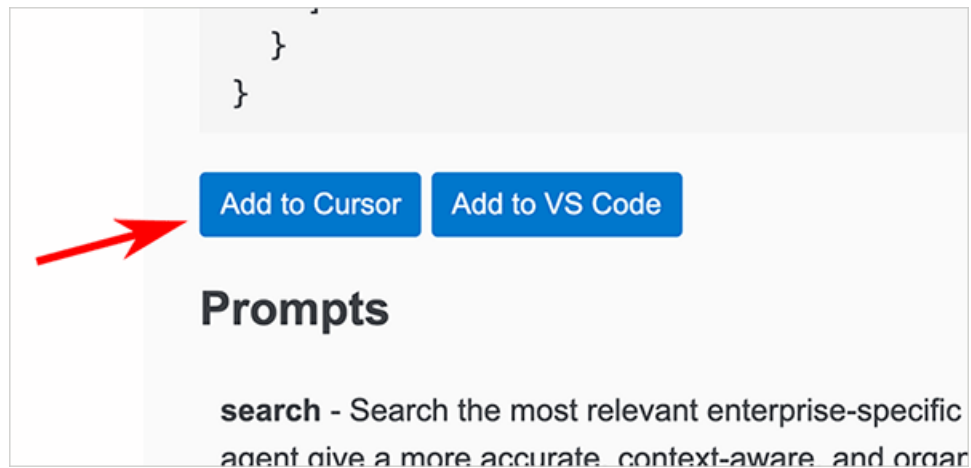 }
}
Add to Cursor Add to VS Code
Prompts
search - Search the most relevant enterprise-specific
agent give a more accurate, context-aware, and organ